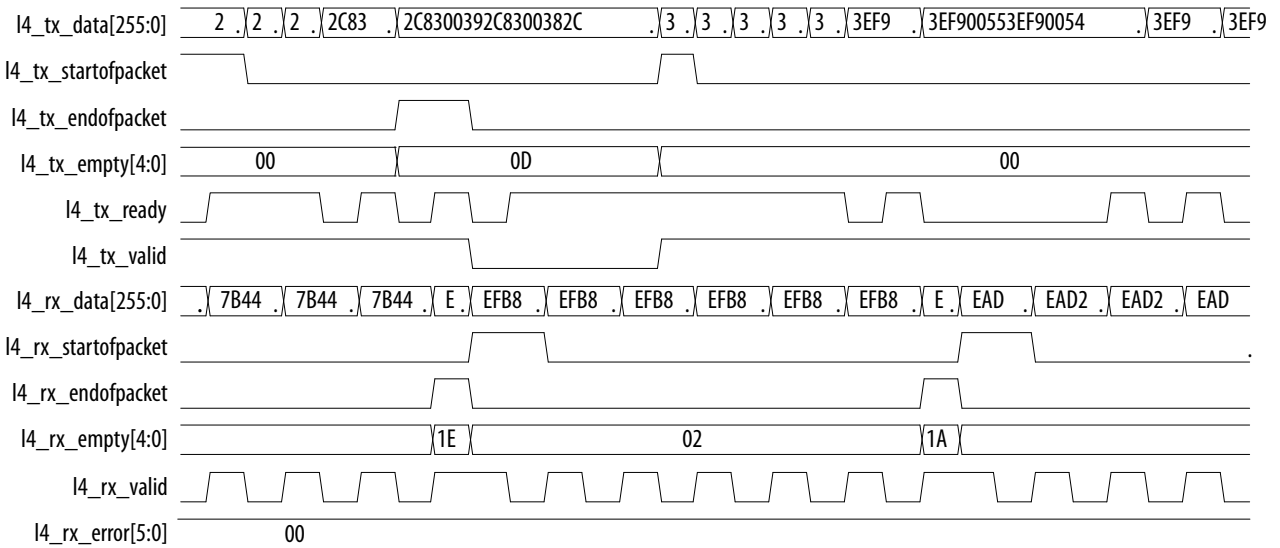 l4_tx_data[255:0] 2 . 2 . 2 . 2C83 . 2C8300392C8300382C . 3 . 3 . 3 . 3 . 3 . 3EF9 . 3EF900553EF90054 . 3EF9 . 3EF9
l4_tx_startofpacket
l4_tx_endofpacket
l4_tx_empty[4:0] 00 0D 00
l4_tx_ready
l4_tx_valid
l4_rx_data[255:0] . 7B44 . 7B44 . 7B44 . E . EFB8 . EFB8 . EFB8 . EFB8 . EFB8 . EFB8 . E . EAD . EAD2 . EAD2 . EAD
l4_rx_startofpacket .
l4_rx_endofpacket
l4_rx_empty[4:0] 1E 02 1A
l4_rx_valid
l4_rx_error[5:0] 00